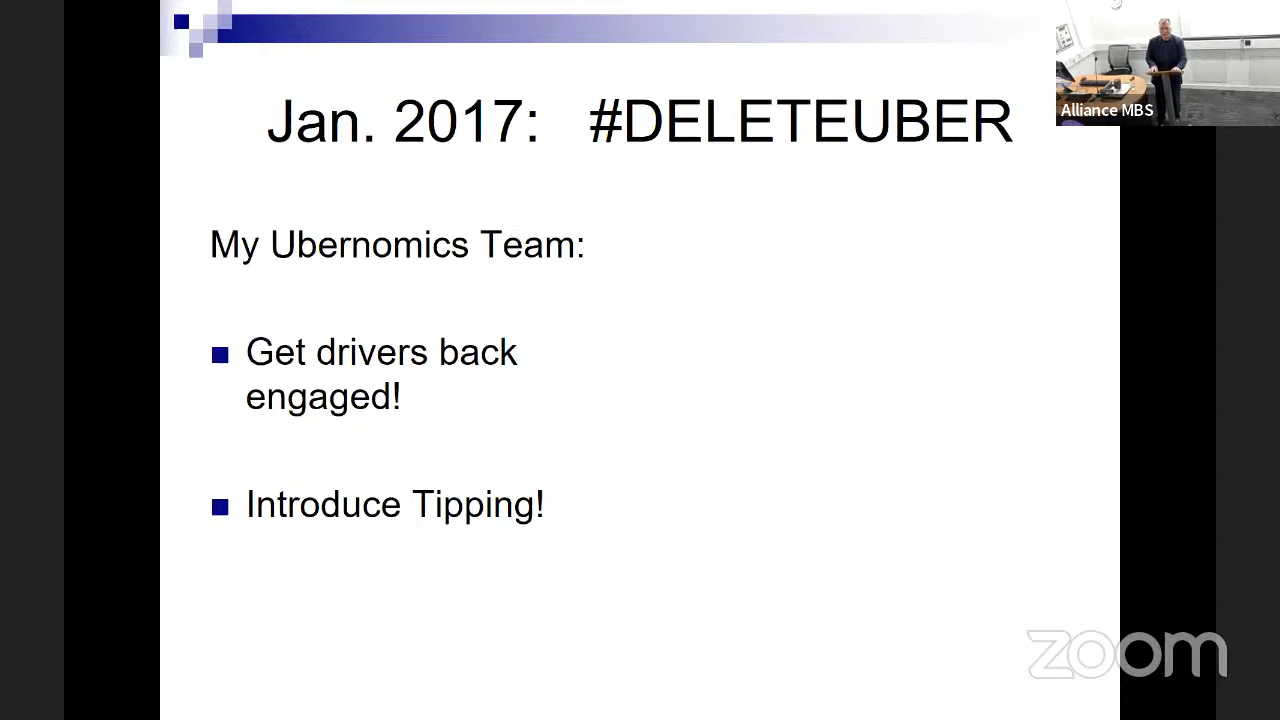 Jan. 2017: #DELETEUBER
Alliance MBS
My Ubernomics Team:
Get drivers back
engaged!
Introduce Tipping!
zoom